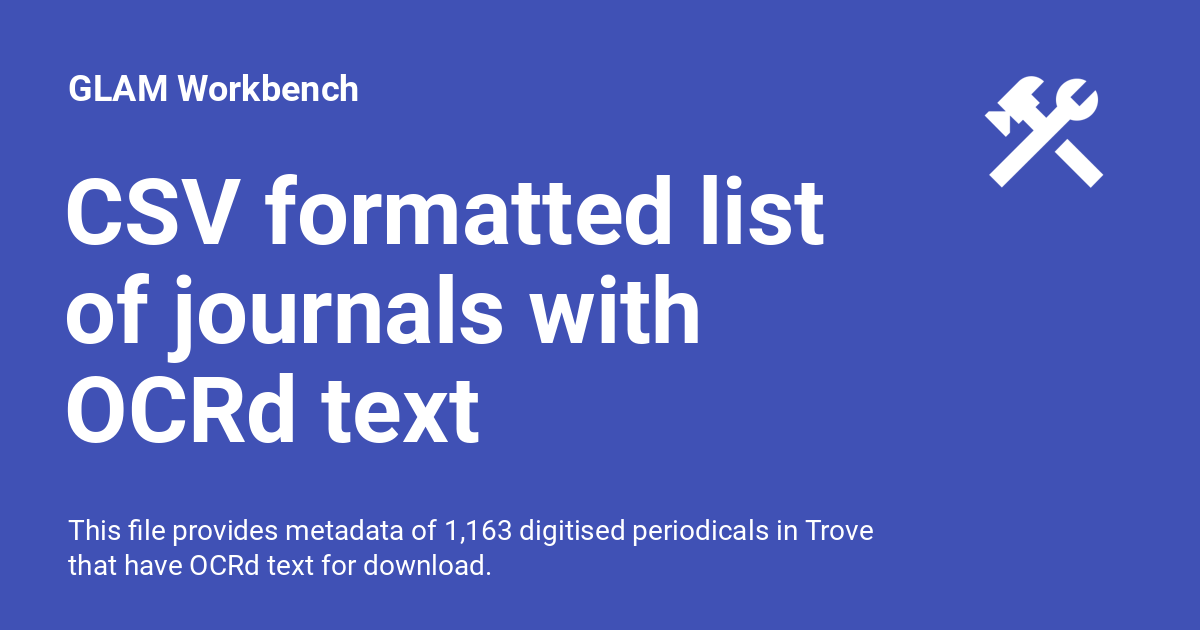 GLAM Workbench
CSV formatted list
of journals with
OCRd text
This file provides metadata of 1,163 digitised periodicals in Trove
that have OCRd text for download.